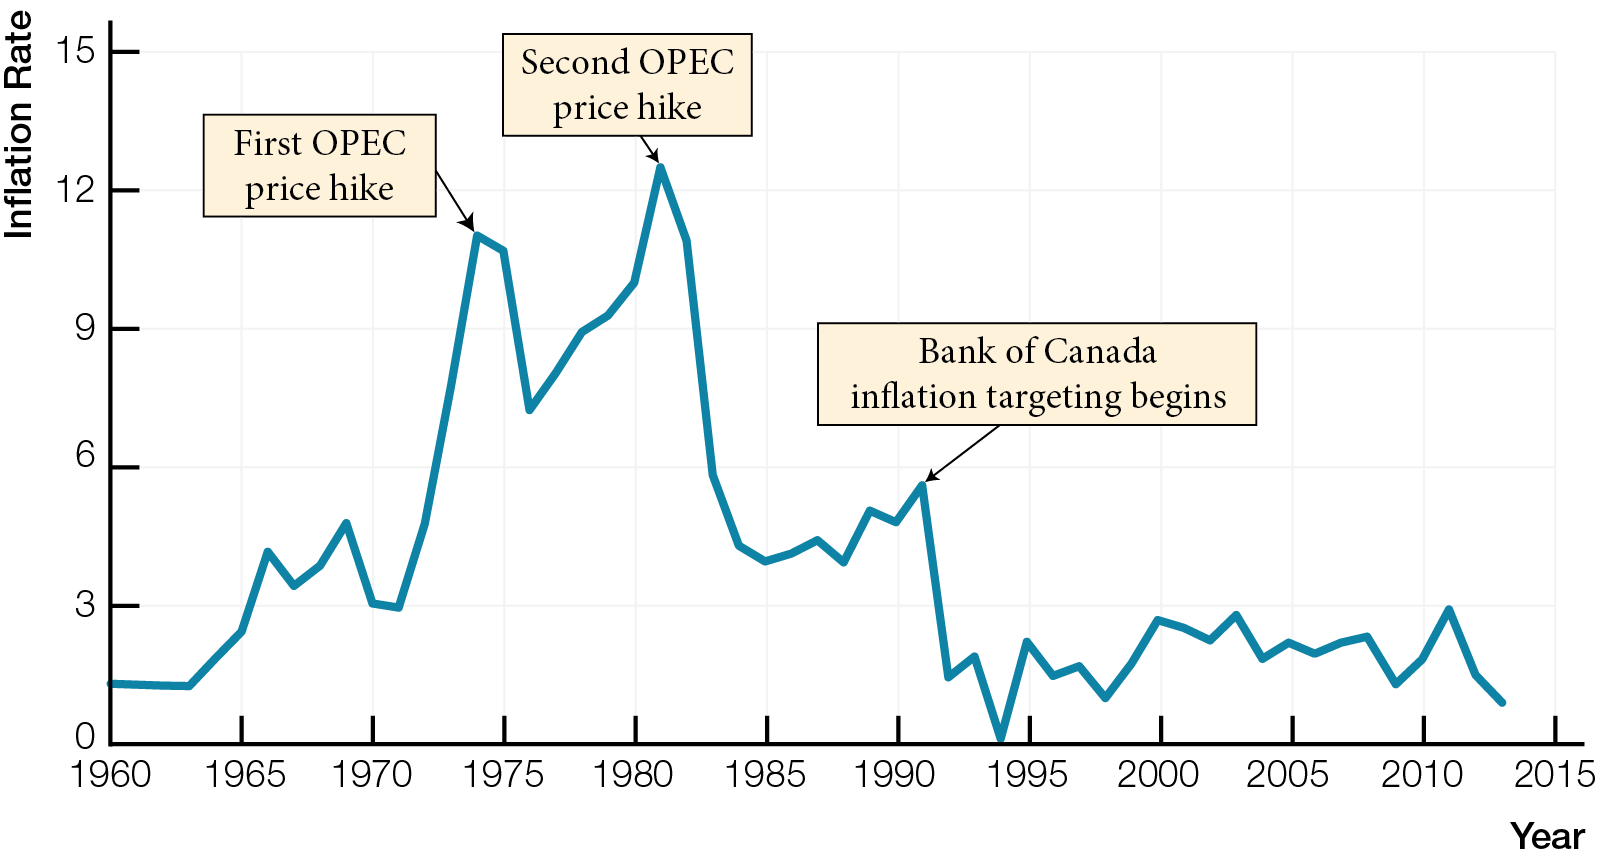 Inflation Rate
15
12
9
6
3
0
First OPEC
price hike
Second OPEC
price hike
Bank of Canada
inflation targeting begins
1960 1965 1970 1975 1980 1985 1990 1995 2000 2005 2010 2015
Year